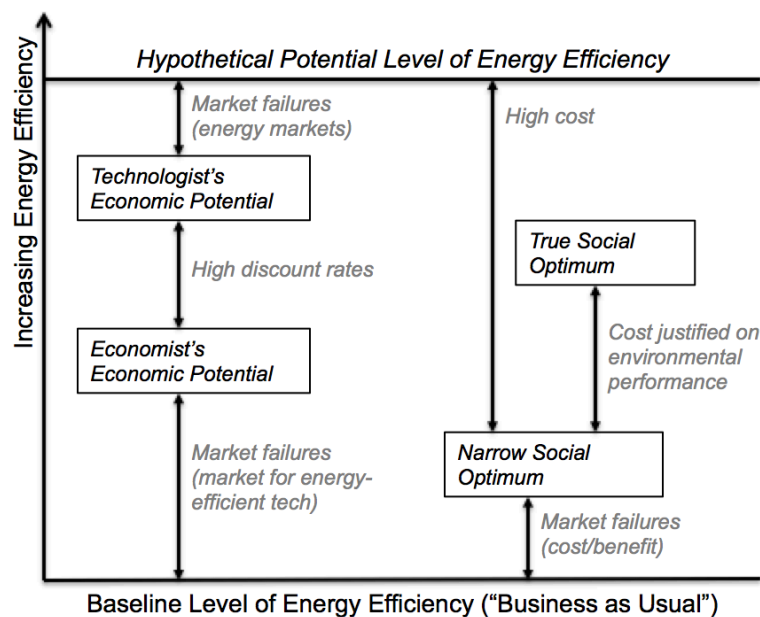 Increasing Energy Efficiency
Hypothetical Potential Level of Energy Efficiency
Market failures
(energy markets)
High cost
Technologist's
Economic Potential
True Social
Optimum
High discount rates
Economist's
Economic Potential
Cost justified on
environmental
performance
Market failures
(market for energy-
efficient tech)
Narrow Social
Optimum
Market failures
(cost/benefit)
Baseline Level of Energy Efficiency (“Business as Usual”)